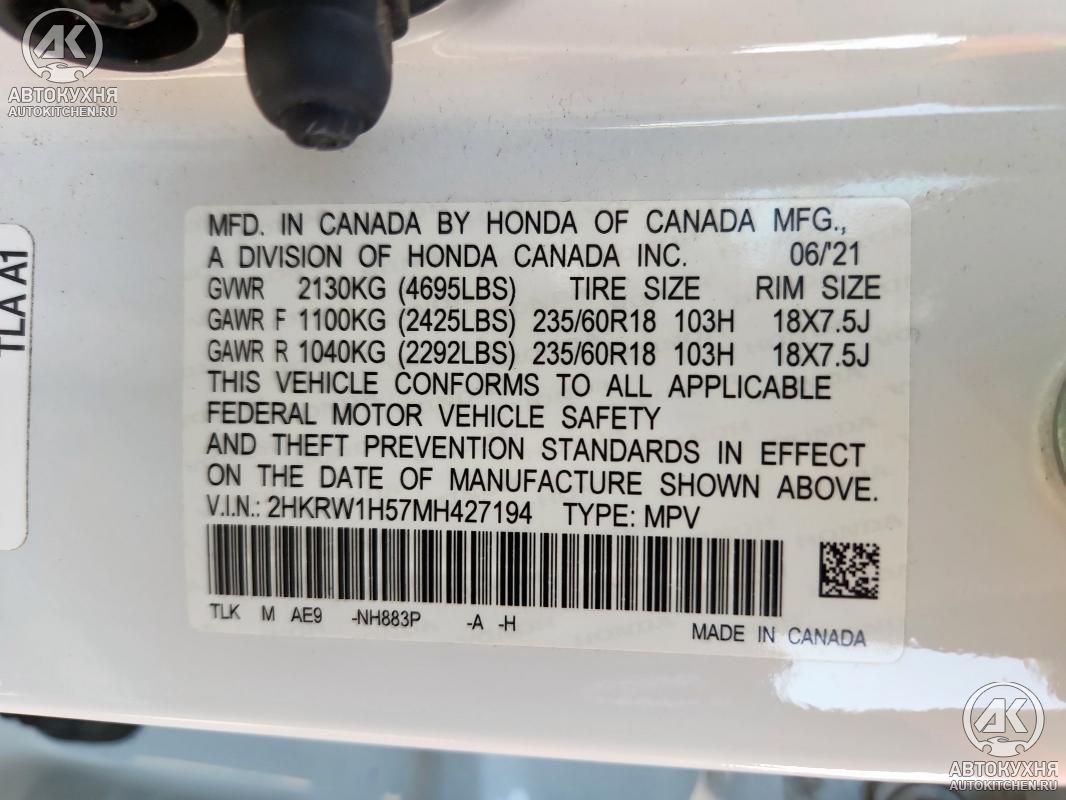 АК
АВТОКУХНЯ
AUTOKITCHEN.RU
TLA A1
MFD. IN CANADA BY HONDA OF CANADA MFG.,
A DIVISION OF HONDA CANADA INC. 06/'21
GVWR 2130KG (4695LBS) TIRE SIZE RIM SIZE
GAWR F 1100KG (2425LBS) 235/60R18 103H 18X7.5J
GAWR R 1040KG (2292LBS) 235/60R18 103H 18X7.5J
THIS VEHICLE CONFORMS TO ALL APPLICABLE
FEDERAL MOTOR VEHICLE SAFETY
AND THEFT PREVENTION STANDARDS IN EFFECT
ON THE DATE OF MANUFACTURE SHOWN ABOVE.
V.I.N.: 2HKRW1H57MH427194 TYPE: MPV
TLK M AE9 -NH883P -A -H
MADE IN CANADA
АК
АВТОКУХНЯ
AUTOKITCHEN.RU